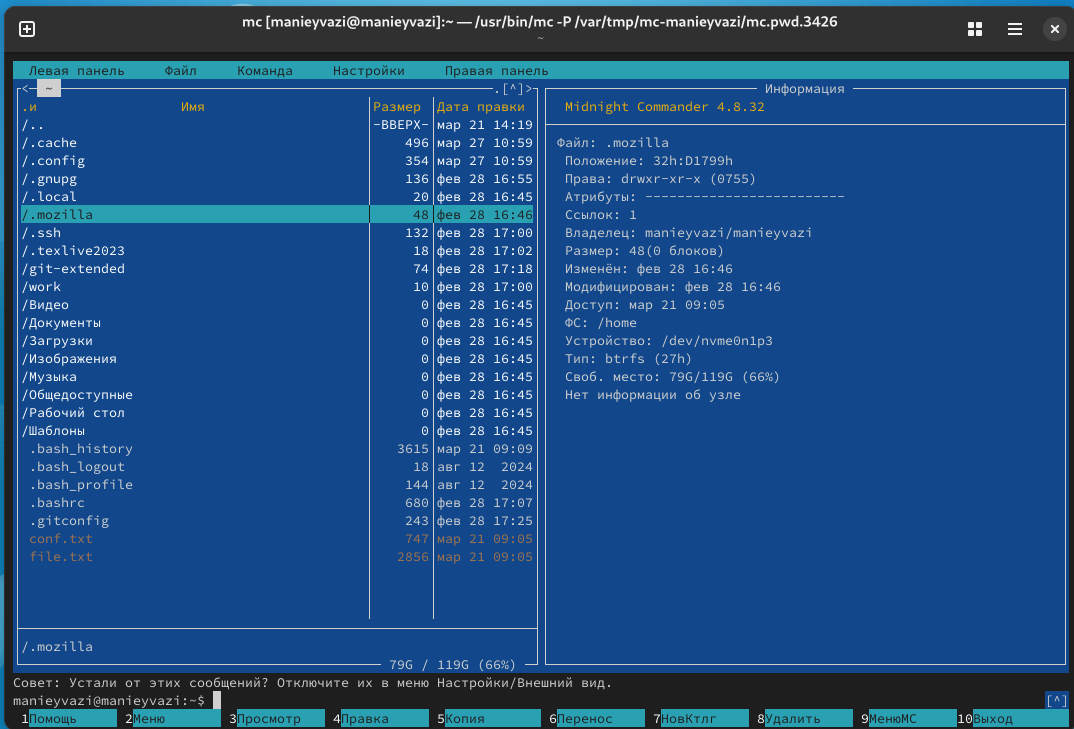 mc [manieyvazi@manieyvazi]:~ — /usr/bin/mc -P /var/tmp/mc-manieyvazi/mc.pwd.3426
~
Левая панель Файл Команда Настройки Правая панель
<─ ~ .[^]>
.и Имя Размер Дата правки
/.. -ВВЕРХ- мар 21 14:19
/.cache 496 мар 27 10:59
/.config 354 мар 27 10:59
/.gnupg 136 фев 28 16:55
/.local 20 фев 28 16:45
/.mozilla 48 фев 28 16:46
/.ssh 132 фев 28 17:00
/.texlive2023 18 фев 28 17:02
/git-extended 74 фев 28 17:18
/work 10 фев 28 17:00
/Видео 0 фев 28 16:45
/Документы 0 фев 28 16:45
/Загрузки 0 фев 28 16:45
/Изображения 0 фев 28 16:45
/Музыка 0 фев 28 16:45
/Общедоступные 0 фев 28 16:45
/Рабочий стол 0 фев 28 16:45
/Шаблоны 0 фев 28 16:45
.bash_history 3615 мар 21 09:09
.bash_logout 18 авг 12 2024
.bash_profile 144 авг 12 2024
.bashrc 680 фев 28 17:07
.gitconfig 243 фев 28 17:25
conf.txt 747 мар 21 09:05
file.txt 2856 мар 21 09:05
/.mozilla
79G / 119G (66%)
Информация
Midnight Commander 4.8.32
Файл: .mozilla
Положение: 32h:D1799h
Права: drwxr-xr-x (0755)
Атрибуты: -------------------------
Ссылок: 1
Владелец: manieyvazi/manieyvazi
Размер: 48(0 блоков)
Изменён: фев 28 16:46
Модифицирован: фев 28 16:46
Доступ: мар 21 09:05
ФС: /home
Устройство: /dev/nvme0n1p3
Тип: btrfs (27h)
Своб. место: 79G/119G (66%)
Нет информации об узле
Совет: Устали от этих сообщений? Отключите их в меню Настройки/Внешний вид.
manieyvazi@manieyvazi:~$ [^]
1Помощь 2Меню 3Просмотр 4Правка 5Копия 6Перенос 7НовКтлг 8Удалить 9МенюМС 10Выход